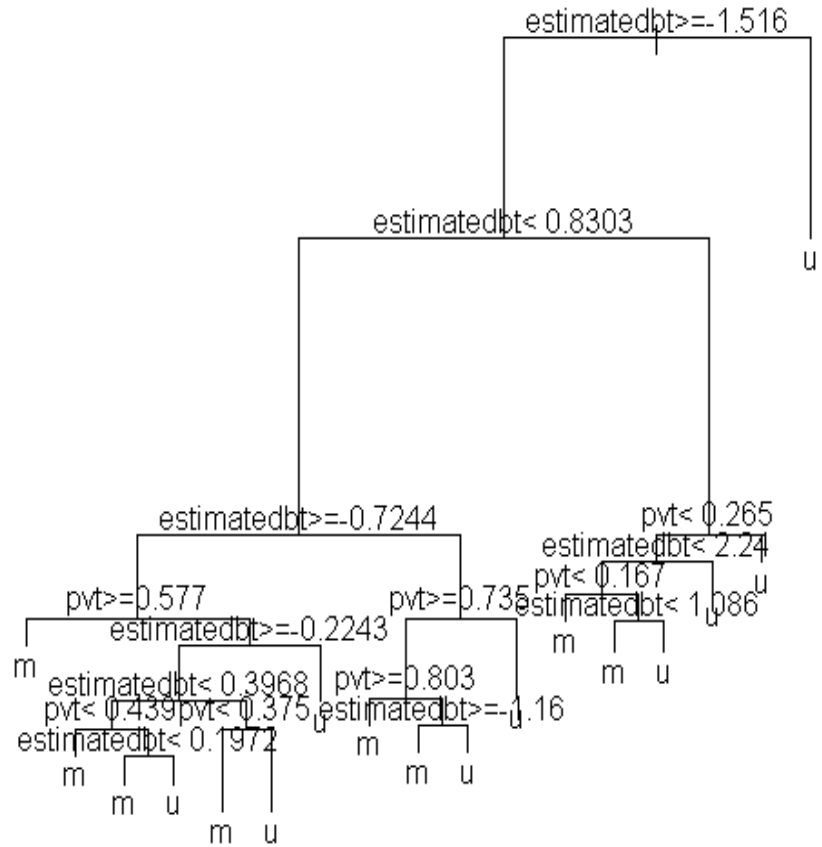 estimatedbt>=-1.516
estimatedbt< 0.8303
u
estimatedbt>=-0.7244
pvt< 0.265
estimatedbt< 2.24
u
pvt< 0.167
estimatedbt< 1.086
u
m
m
u
pvt>=0.577
m
estimatedbt>=-0.2243
pvt>=0.735
estimatedbt< 0.3968
u
pvt>=0.803
u
pvt< 0.439
pvt< 0.375
estimatedbt>=-1.16
m
m
u
estimatedbt< 0.1972
m
m
u
m
u